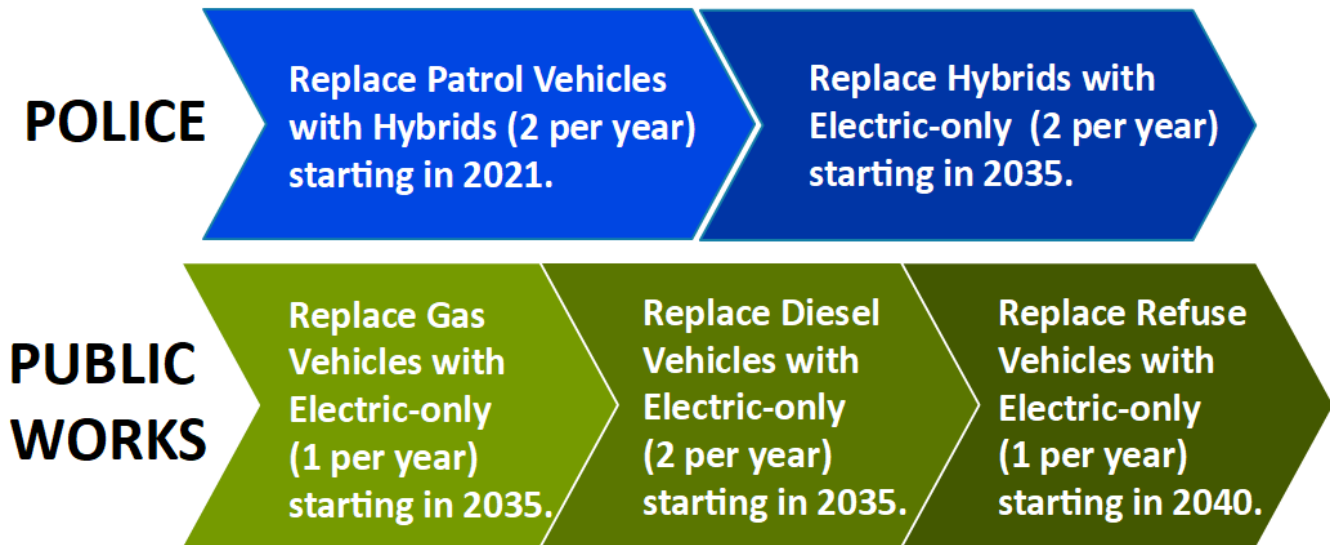 POLICE
Replace Patrol Vehicles
with Hybrids (2 per year)
starting in 2021.
Replace Hybrids with
Electric-only (2 per year)
starting in 2035.
PUBLIC
WORKS
Replace Gas
Vehicles with
Electric-only
(1 per year)
starting in 2035.
Replace Diesel
Vehicles with
Electric-only
(2 per year)
starting in 2035.
Replace Refuse
Vehicles with
Electric-only
(1 per year)
starting in 2040.